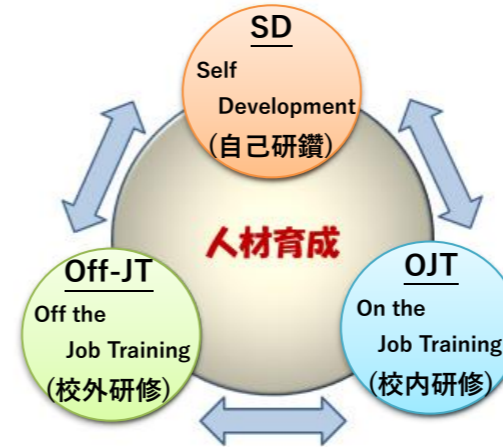 SD
Self
Development
(自己研鑽)
人材育成
Off-JT
Off the
Job Training
(校外研修)
OJT
On the
Job Training
(校内研修)